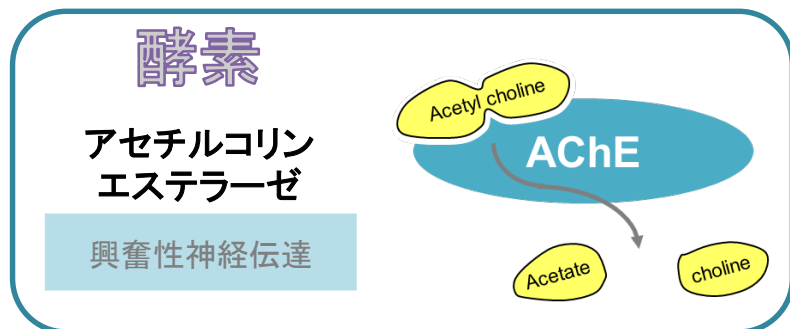 酵素
アセチルコリン
エステラーゼ
興奮性神経伝達
Acetyl choline
AChE
Acetate
choline